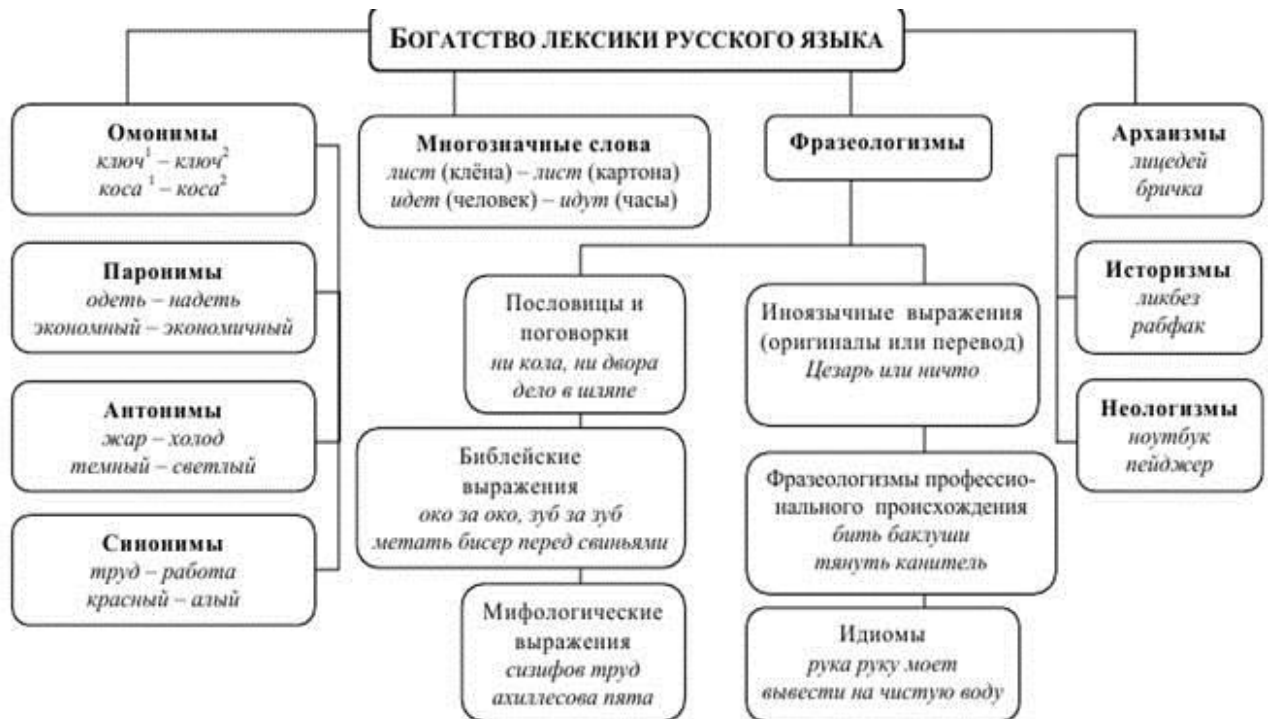 БОГАТСТВО ЛЕКСИКИ РУССКОГО ЯЗЫКА
Омонимы
ключ¹ – ключ²
коса ¹ – коса²
Паронимы
одеть – надеть
экономный – экономичный
Антонимы
жар – холод
темный – светлый
Синонимы
труд – работа
красный – алый
Многозначные слова
лист (клёна) – лист (картона)
идет (человек) – идут (часы)
Фразеологизмы
Пословицы и
поговорки
ни кола, ни двора
дело в шляпе
Библейские
выражения
око за око, зуб за зуб
метать бисер перед свиньями
Мифологические
выражения
сизифов труд
ахиллесова пята
Иноязычные выражения
(оригиналы или перевод)
Цезарь или ничто
Фразеологизмы профессио-
нального происхождения
бить баклуши
тянуть канитель
Идиомы
рука руку моет
вывести на чистую воду
Архаизмы
лицедей
бричка
Историзмы
ликбез
рабфак
Неологизмы
ноутбук
пейджер